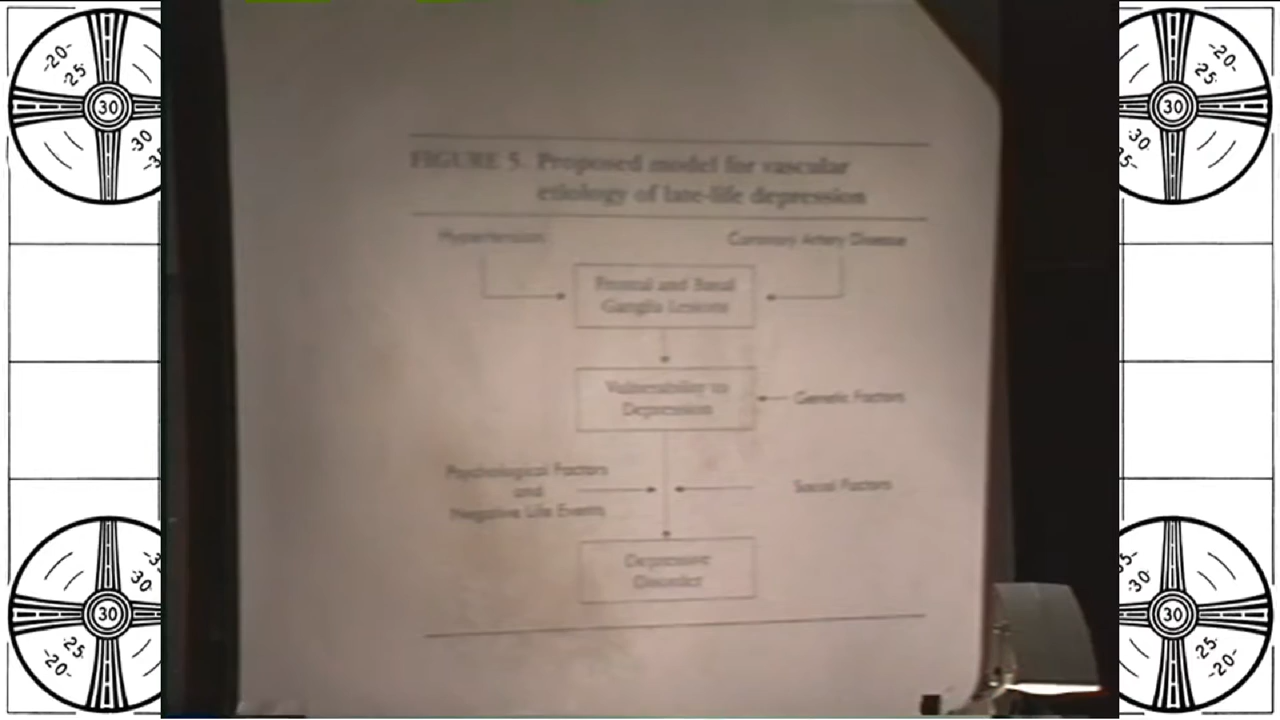 FIGURE 5. Proposed model for vascular
etiology of late-life depression
Hypertension
Coronary Artery Disease
Frontal and Basal
Ganglia Lesions
Vulnerability to
Depression
Genetic Factors
Psychological Factors
and
Negative Life Events
Social Factors
Depressive
Disorder
-20-
25
30
30
-20-
25
30
30
30
30
25
-20-
30
30
25
-20-